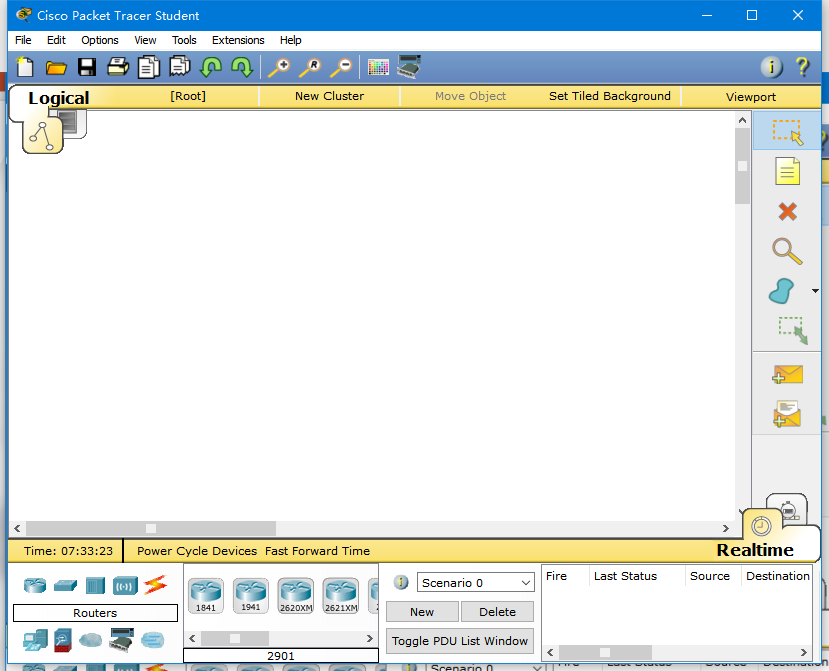 Cisco Packet Tracer Student
File Edit Options View Tools Extensions Help
Logical [Root] New Cluster Move Object Set Tiled Background Viewport
Time: 07:33:23 Power Cycle Devices Fast Forward Time Realtime
Routers
1841 1941 2620XM 2621XM
2901
Scenario 0
New Delete
Toggle PDU List Window
Fire Last Status Source Destination